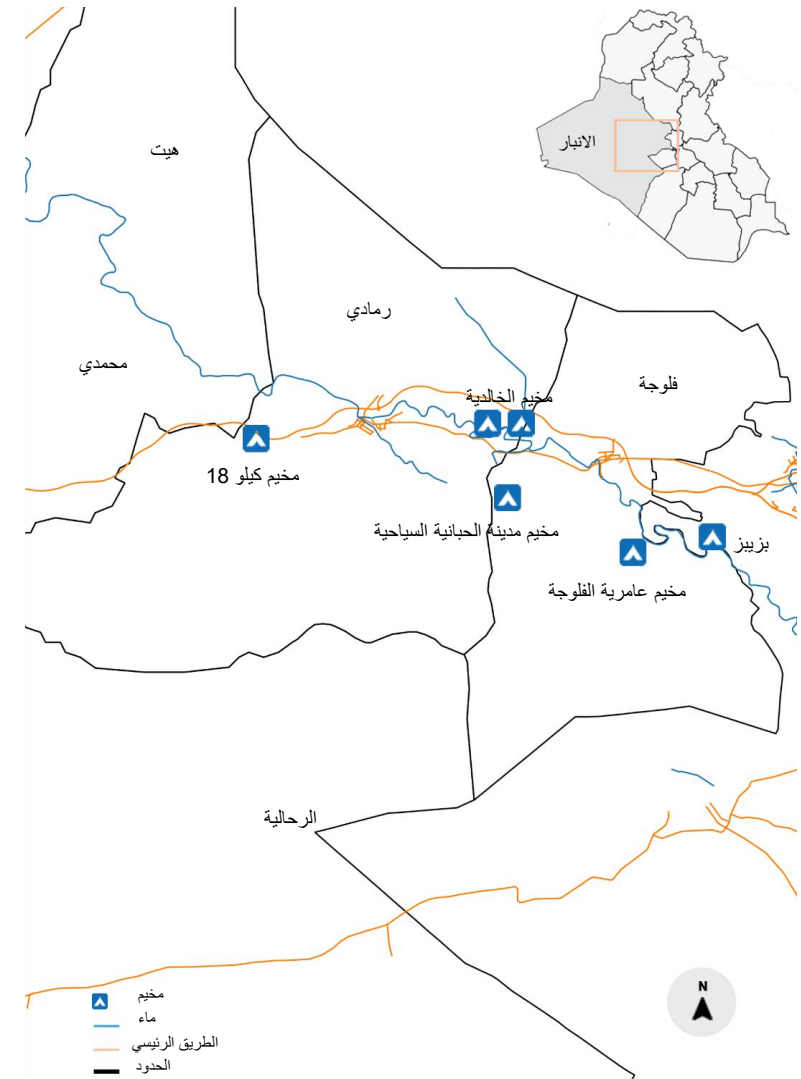 الانبار
هيت
رمادي
محمدي
فلوجة
مخيم الخالدية
مخيم كيلو 18
مخيم مدينة الحبانية السياحية
بزيبز
مخيم عامرية الفلوجة
الرحالية
N
مخيم
ماء
الطريق الرئيسي
الحدود